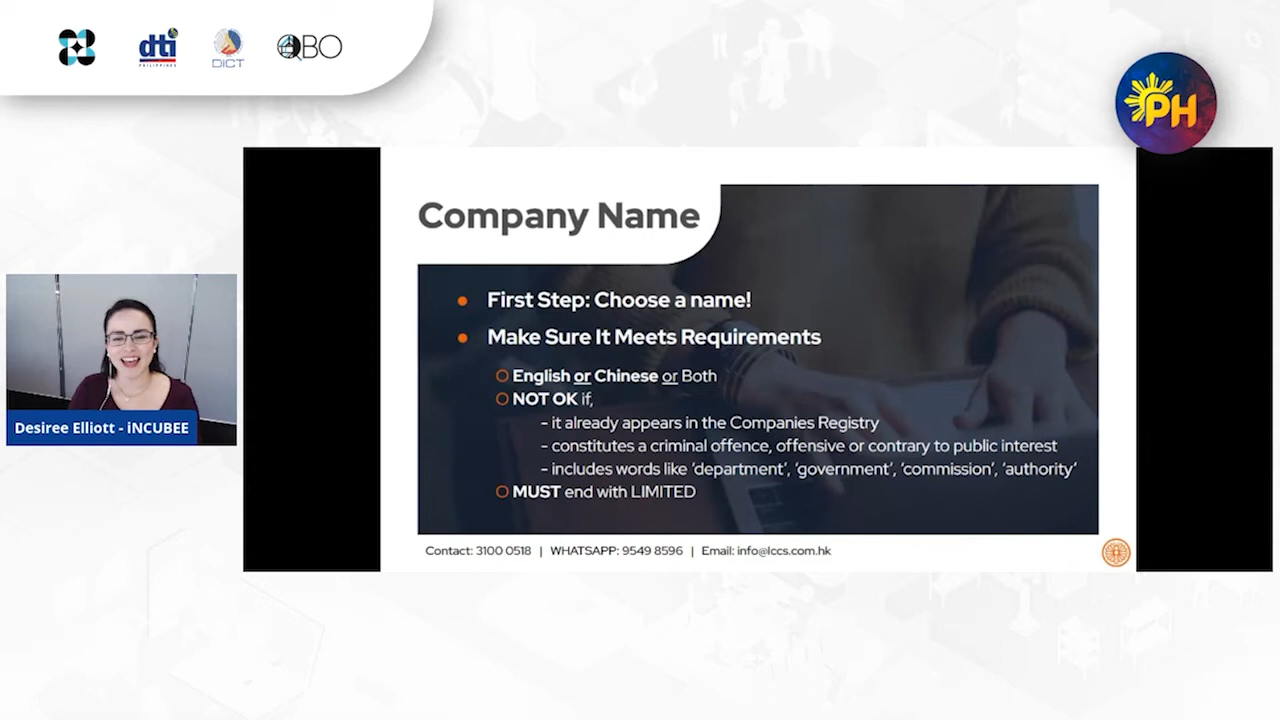 dti
PHILIPPINES
DICT
QBO
PH
Company Name
First Step: Choose a name!
Make Sure It Meets Requirements
English or Chinese or Both
NOT OK if,
- it already appears in the Companies Registry
- constitutes a criminal offence, offensive or contrary to public interest
- includes words like ‘department’, ‘government’, ‘commission’, ‘authority’
MUST end with LIMITED
Contact: 3100 0518 | WHATSAPP: 9549 8596 | Email: info@lccs.com.hk
Desiree Elliott - iNCUBEE